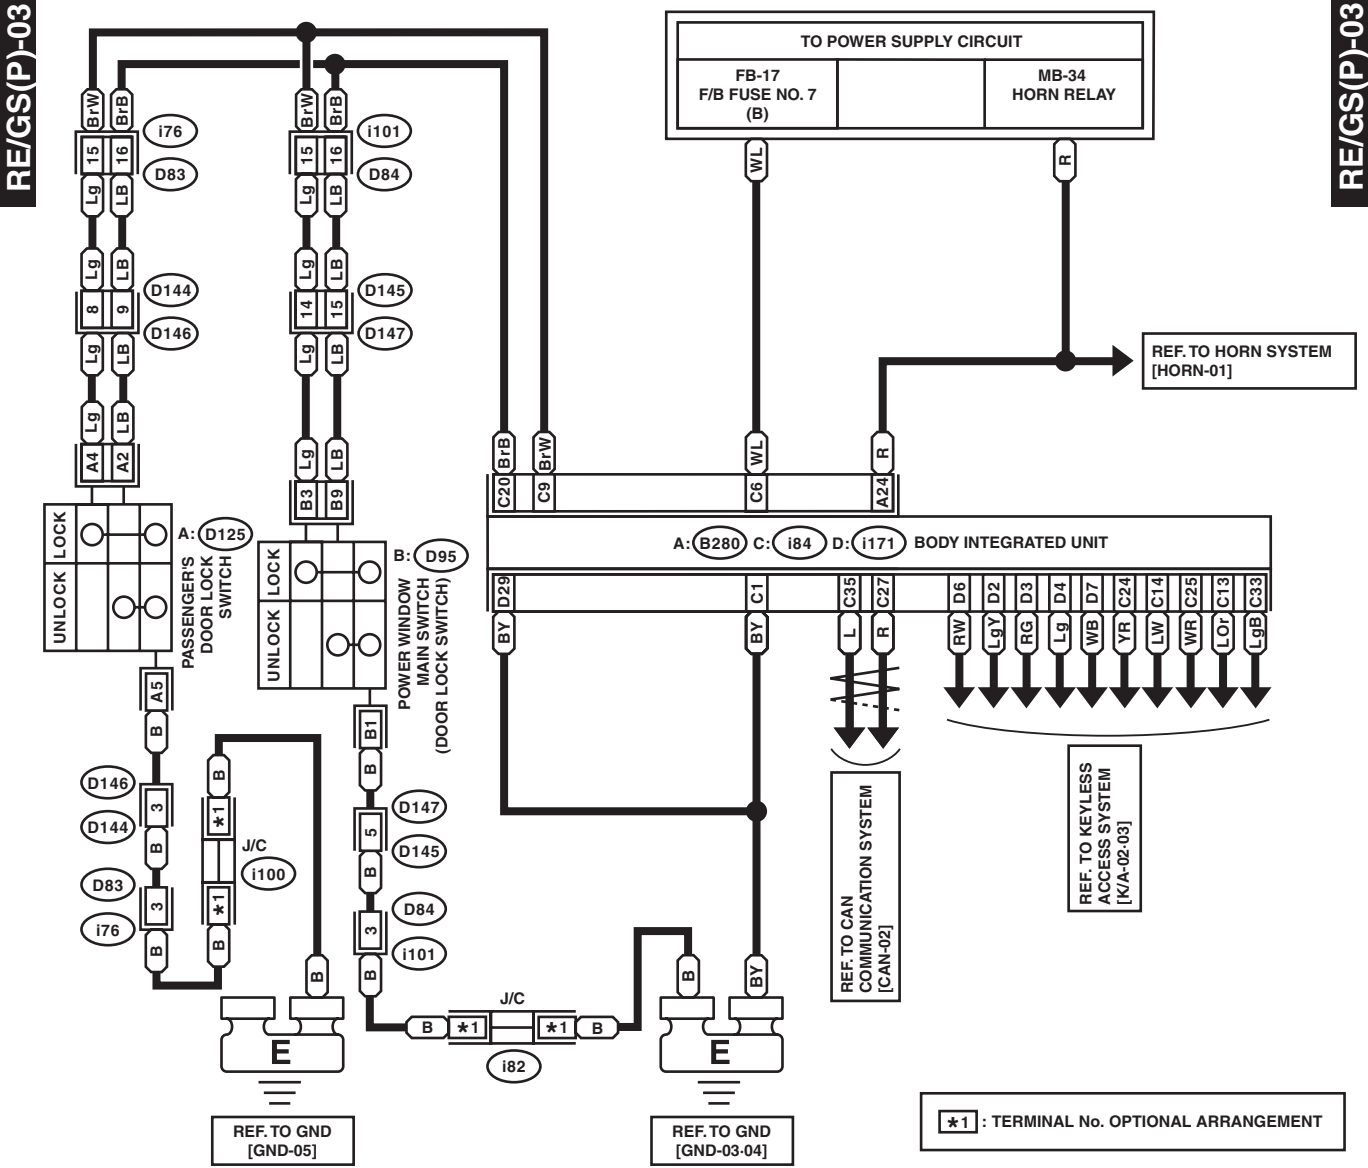 RE/GS(P)-03
RE/GS(P)-03
TO POWER SUPPLY CIRCUIT
FB-17
F/B FUSE NO. 7
(B)
MB-34
HORN RELAY
BrW
BrB
BrW
BrB
i76
i101
15
16
15
16
D83
D84
WL
R
Lg
LB
Lg
LB
Lg
LB
Lg
LB
D144
D145
8
9
14
15
D146
D147
Lg
LB
Lg
LB
REF. TO HORN SYSTEM
[HORN-01]
Lg
LB
Lg
LB
BrB
BrW
WL
R
A4
A2
B3
B9
C20
C9
C6
A24
LOCK
UNLOCK
A: D125
PASSENGER'S
DOOR LOCK
SWITCH
LOCK
UNLOCK
B: D95
POWER WINDOW
MAIN SWITCH
(DOOR LOCK SWITCH)
A: B280 C: i84 D: i171 BODY INTEGRATED UNIT
D29
C1
C35
C27
D6
D2
D3
D4
D7
C24
C14
C25
C13
C33
BY
BY
L
R
RW
LgY
RG
Lg
WB
YR
LW
WR
LOr
LgB
A5
B
B1
B
D146
3
D144
B
B
*1
J/C
i100
*1
B
D147
5
D145
B
D83
3
i76
B
D84
3
i101
B
REF. TO CAN
COMMUNICATION SYSTEM
[CAN-02]
REF. TO KEYLESS
ACCESS SYSTEM
[K/A-02·03]
B
B
BY
J/C
B
*1
*1
B
i82
E
E
REF. TO GND
[GND-05]
REF. TO GND
[GND-03·04]
*1 : TERMINAL No. OPTIONAL ARRANGEMENT